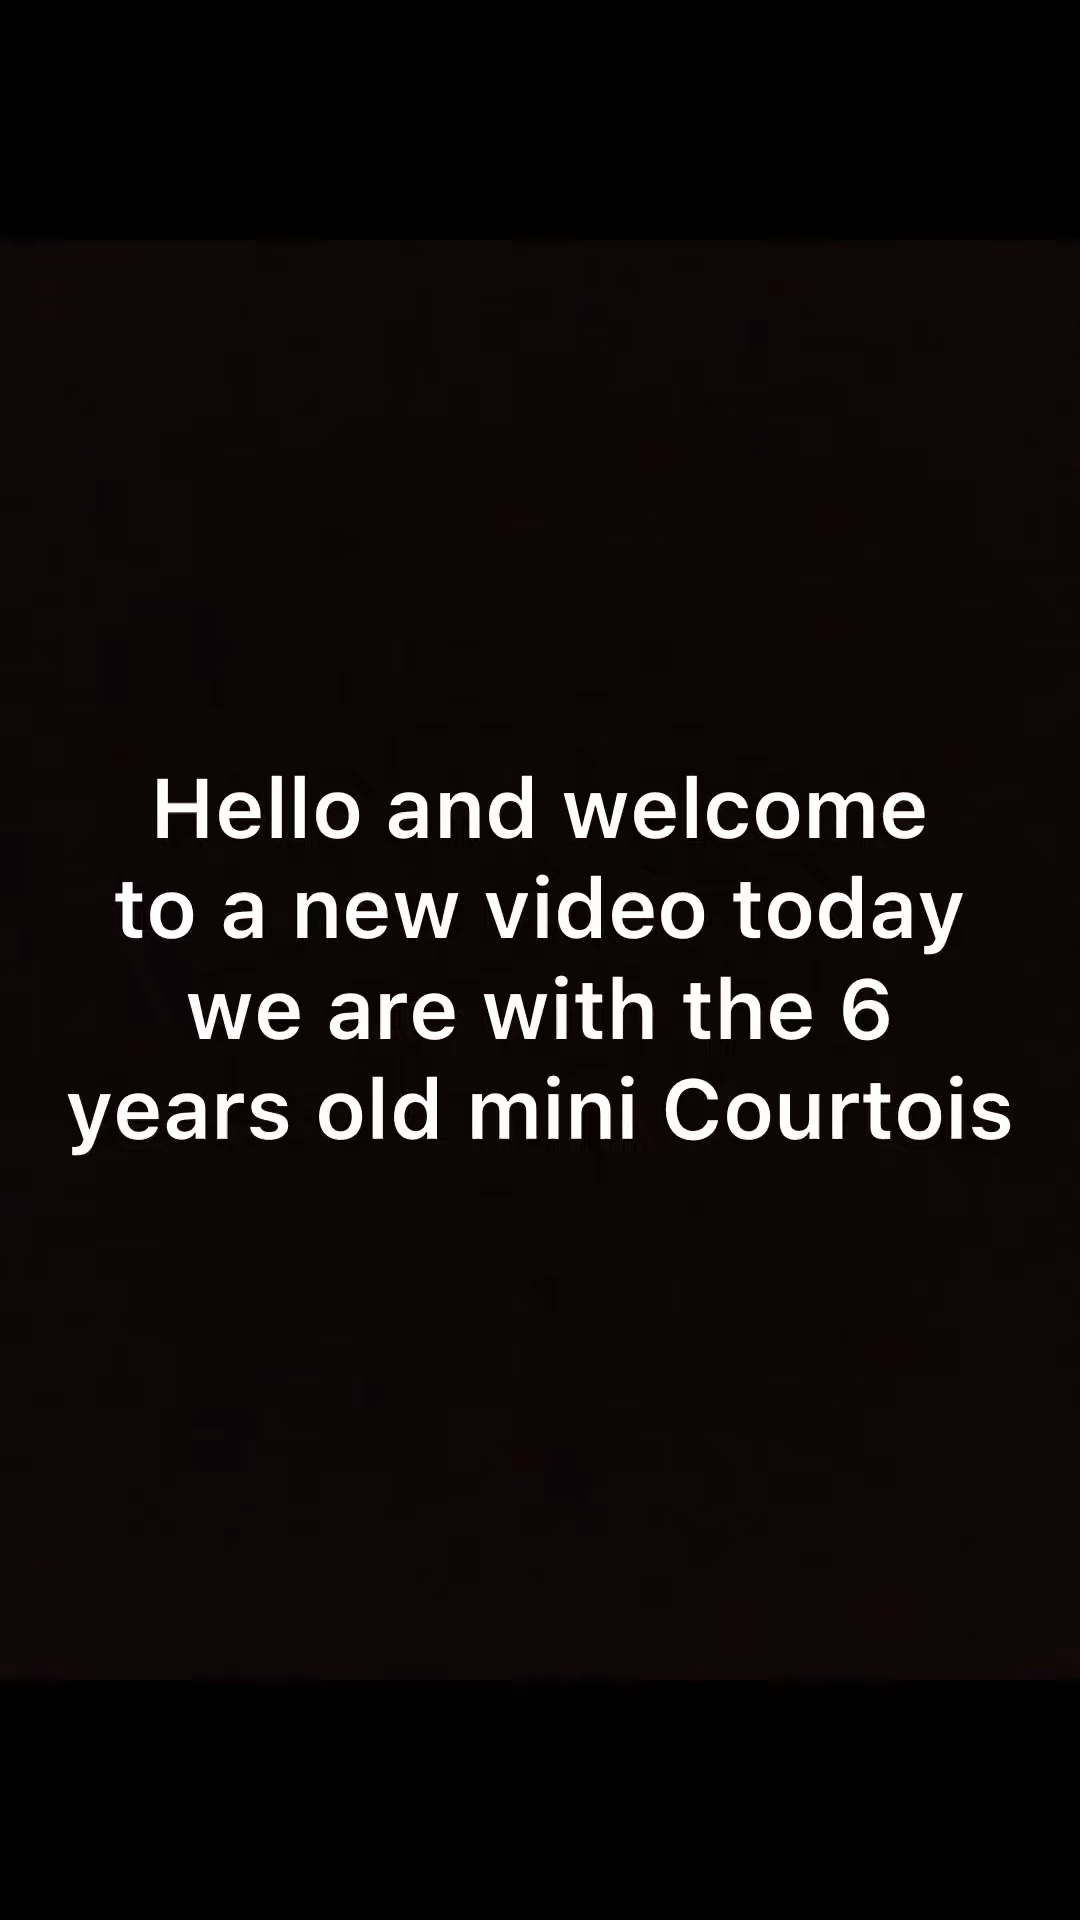 Hello and welcome
to a new video today
we are with the 6
years old mini Courtois